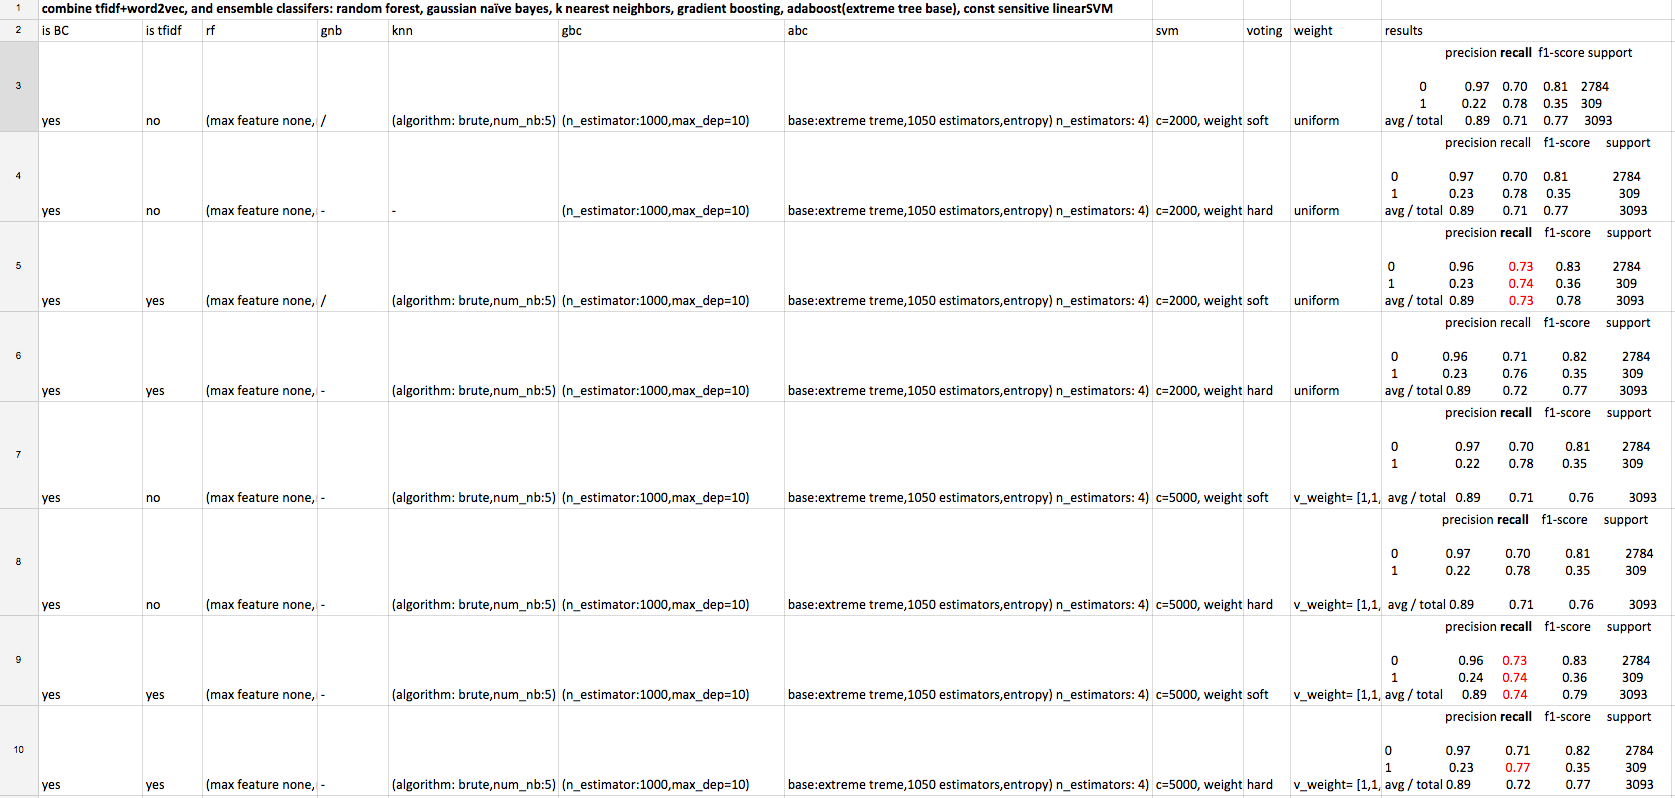 1 combine tfidf+word2vec, and ensemble classifers: random forest, gaussian naïve bayes, k nearest neighbors, gradient boosting, adaboost(extreme tree base), const sensitive linearSVM
2 is BC is tfidf rf gnb knn gbc abc svm voting weight results
precision recall f1-score support
3 0 0.97 0.70 0.81 2784
1 0.22 0.78 0.35 309
yes no (max feature none, / (algorithm: brute,num_nb:5) (n_estimator:1000,max_dep=10) base:extreme treme,1050 estimators,entropy) n_estimators: 4) c=2000, weight soft uniform avg / total 0.89 0.71 0.77 3093
precision recall f1-score support
4 0 0.97 0.70 0.81 2784
1 0.23 0.78 0.35 309
yes no (max feature none, - - (n_estimator:1000,max_dep=10) base:extreme treme,1050 estimators,entropy) n_estimators: 4) c=2000, weight hard uniform avg / total 0.89 0.71 0.77 3093
precision recall f1-score support
5 0 0.96 0.73 0.83 2784
1 0.23 0.74 0.36 309
yes yes (max feature none, / (algorithm: brute,num_nb:5) (n_estimator:1000,max_dep=10) base:extreme treme,1050 estimators,entropy) n_estimators: 4) c=2000, weight soft uniform avg / total 0.89 0.73 0.78 3093
precision recall f1-score support
6 0 0.96 0.71 0.82 2784
1 0.23 0.76 0.35 309
yes yes (max feature none, - (algorithm: brute,num_nb:5) (n_estimator:1000,max_dep=10) base:extreme treme,1050 estimators,entropy) n_estimators: 4) c=2000, weight hard uniform avg / total 0.89 0.72 0.77 3093
precision recall f1-score support
7 0 0.97 0.70 0.81 2784
1 0.22 0.78 0.35 309
yes no (max feature none, - (algorithm: brute,num_nb:5) (n_estimator:1000,max_dep=10) base:extreme treme,1050 estimators,entropy) n_estimators: 4) c=5000, weight soft v_weight= [1,1, avg / total 0.89 0.71 0.76 3093
precision recall f1-score support
8 0 0.97 0.70 0.81 2784
1 0.22 0.78 0.35 309
yes no (max feature none, - (algorithm: brute,num_nb:5) (n_estimator:1000,max_dep=10) base:extreme treme,1050 estimators,entropy) n_estimators: 4) c=5000, weight hard v_weight= [1,1, avg / total 0.89 0.71 0.76 3093
precision recall f1-score support
9 0 0.96 0.73 0.83 2784
1 0.24 0.74 0.36 309
yes yes (max feature none, - (algorithm: brute,num_nb:5) (n_estimator:1000,max_dep=10) base:extreme treme,1050 estimators,entropy) n_estimators: 4) c=5000, weight soft v_weight= [1,1, avg / total 0.89 0.74 0.79 3093
precision recall f1-score support
10 0 0.97 0.71 0.82 2784
1 0.23 0.77 0.35 309
yes yes (max feature none, - (algorithm: brute,num_nb:5) (n_estimator:1000,max_dep=10) base:extreme treme,1050 estimators,entropy) n_estimators: 4) c=5000, weight hard v_weight= [1,1, avg / total 0.89 0.72 0.77 3093